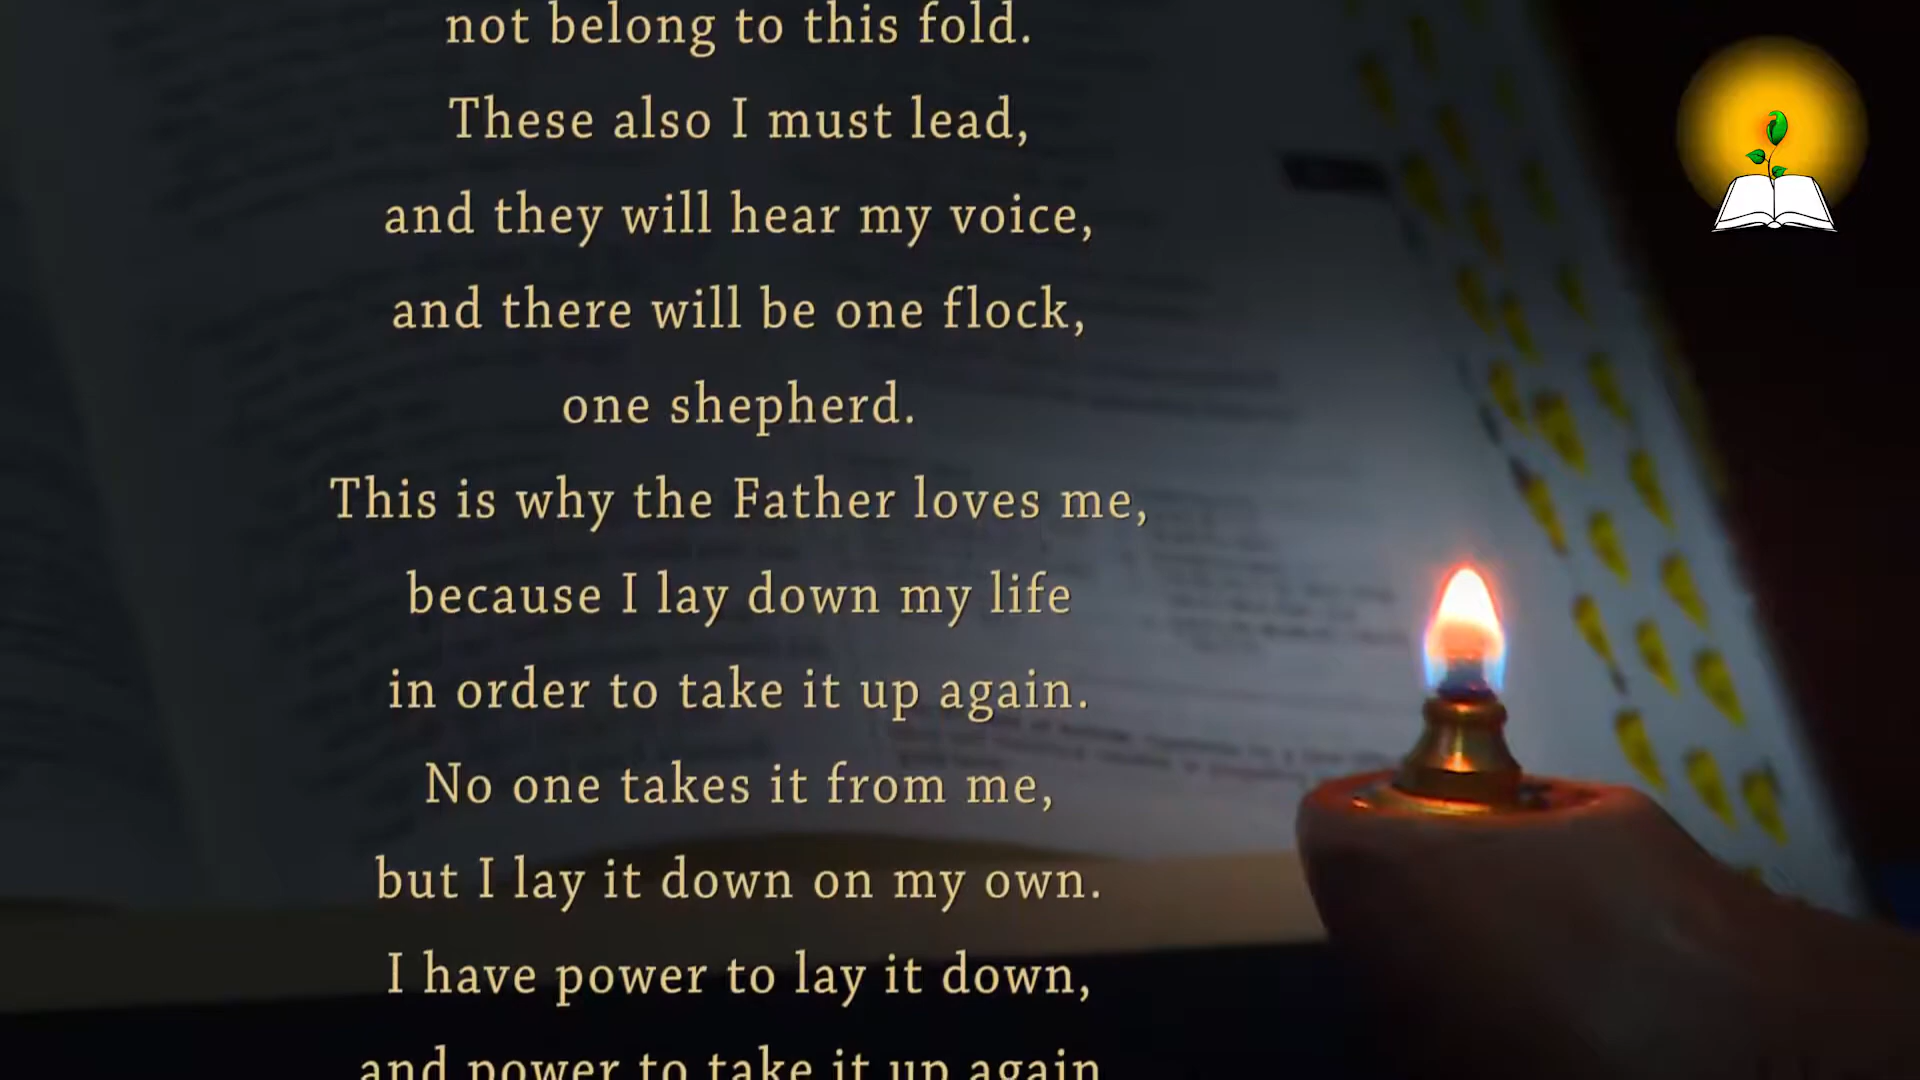 not belong to this fold.
These also I must lead,
and they will hear my voice,
and there will be one flock,
one shepherd.
This is why the Father loves me,
because I lay down my life
in order to take it up again.
No one takes it from me,
but I lay it down on my own.
I have power to lay it down,
and power to take it up again